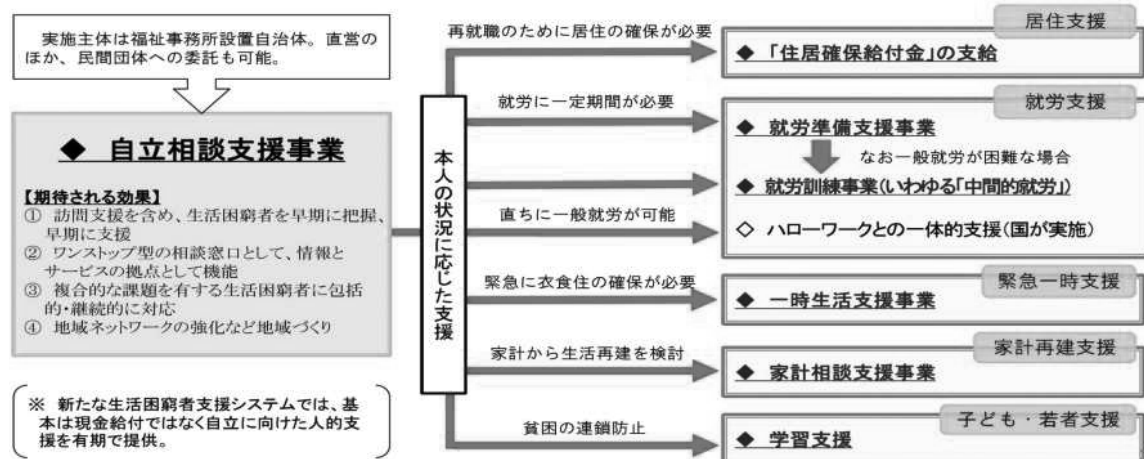 実施主体は福祉事務所設置自治体。直営の
ほか、民間団体への委託も可能。
◆ 自立相談支援事業
【期待される効果】
① 訪問支援を含め、生活困窮者を早期に把握、
早期に支援
② ワンストップ型の相談窓口として、情報と
サービスの拠点として機能
③ 複合的な課題を有する生活困窮者に包括
的・継続的に対応
④ 地域ネットワークの強化など地域づくり
※ 新たな生活困窮者支援システムでは、基
本は現金給付ではなく自立に向けた人的支
援を有期で提供。
本人の状況に応じた支援
再就職のために居住の確保が必要
居住支援
◆ 「住居確保給付金」の支給
就労に一定期間が必要
就労支援
◆ 就労準備支援事業
なお一般就労が困難な場合
◆ 就労訓練事業(いわゆる「中間的就労」)
直ちに一般就労が可能
◇ ハローワークとの一体的支援(国が実施)
緊急に衣食住の確保が必要
緊急一時支援
◆ 一時生活支援事業
家計から生活再建を検討
家計再建支援
◆ 家計相談支援事業
貧困の連鎖防止
子ども・若者支援
◆ 学習支援